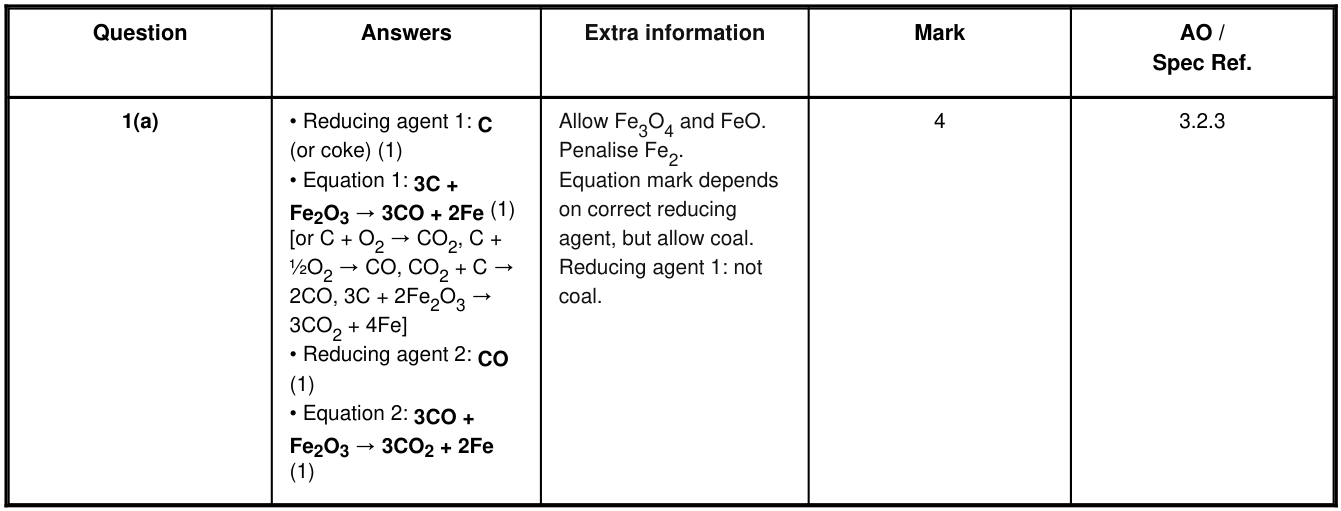 Question
Answers
Extra information
Mark
AO /
Spec Ref.
1(a)
• Reducing agent 1: C
(or coke) (1)
• Equation 1: 3C +
Fe₂O₃ → 3CO + 2Fe (1)
[or C + O₂ → CO₂, C +
½O₂ → CO, CO₂ + C →
2CO, 3C + 2Fe₂O₃ →
3CO₂ + 4Fe]
• Reducing agent 2: CO
(1)
• Equation 2: 3CO +
Fe₂O₃ → 3CO₂ + 2Fe
(1)
Allow Fe₃O₄ and FeO.
Penalise Fe₂.
Equation mark depends
on correct reducing
agent, but allow coal.
Reducing agent 1: not
coal.
4
3.2.3